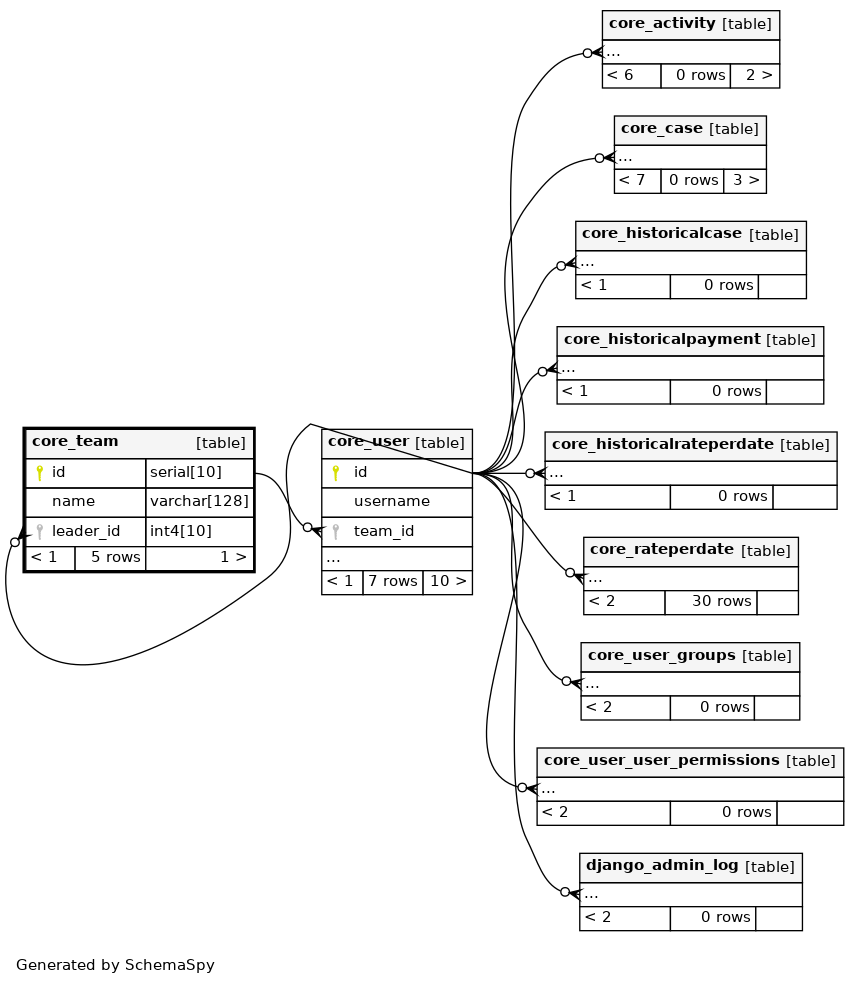 core_activity [table]
...
< 6 0 rows 2 >
core_case [table]
...
< 7 0 rows 3 >
core_historicalcase [table]
...
< 1 0 rows
core_historicalpayment [table]
...
< 1 0 rows
core_team [table]
id serial[10]
name varchar[128]
leader_id int4[10]
< 1 5 rows 1 >
core_user [table]
id
username
team_id
...
< 1 7 rows 10 >
core_historicalrateperdate [table]
...
< 1 0 rows
core_rateperdate [table]
...
< 2 30 rows
core_user_groups [table]
...
< 2 0 rows
core_user_user_permissions [table]
...
< 2 0 rows
django_admin_log [table]
...
< 2 0 rows
Generated by SchemaSpy